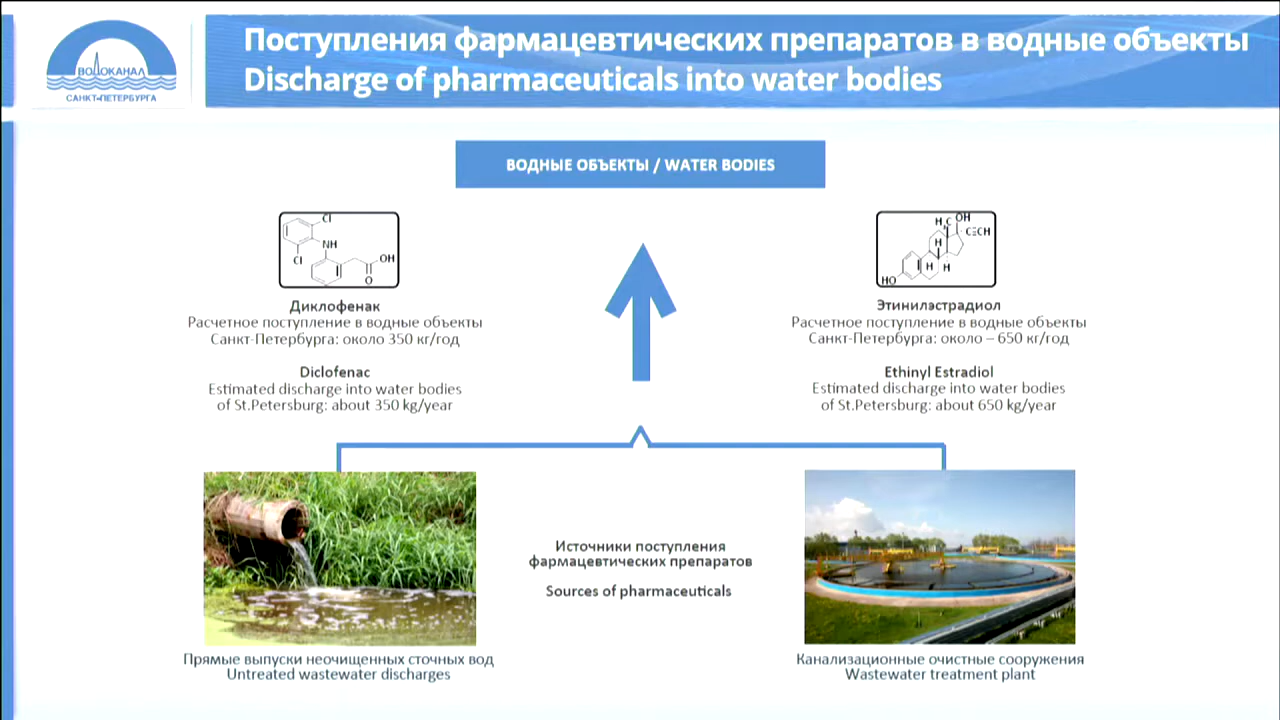 ВОДОКАНАЛ
САНКТ-ПЕТЕРБУРГА
Поступления фармацевтических препаратов в водные объекты
Discharge of pharmaceuticals into water bodies
ВОДНЫЕ ОБЪЕКТЫ / WATER BODIES
Cl
NH
Cl
OH
O
Диклофенак
Расчетное поступление в водные объекты
Санкт-Петербурга: около 350 кг/год
Diclofenac
Estimated discharge into water bodies
of St.Petersburg: about 350 kg/year
H₃C OH
C≡CH
H
H H
HO
Этинилэстрадиол
Расчетное поступление в водные объекты
Санкт-Петербурга: около – 650 кг/год
Ethinyl Estradiol
Estimated discharge into water bodies
of St.Petersburg: about 650 kg/year
Источники поступления
фармацевтических препаратов
Sources of pharmaceuticals
Прямые выпуски неочищенных сточных вод
Untreated wastewater discharges
Канализационные очистные сооружения
Wastewater treatment plant